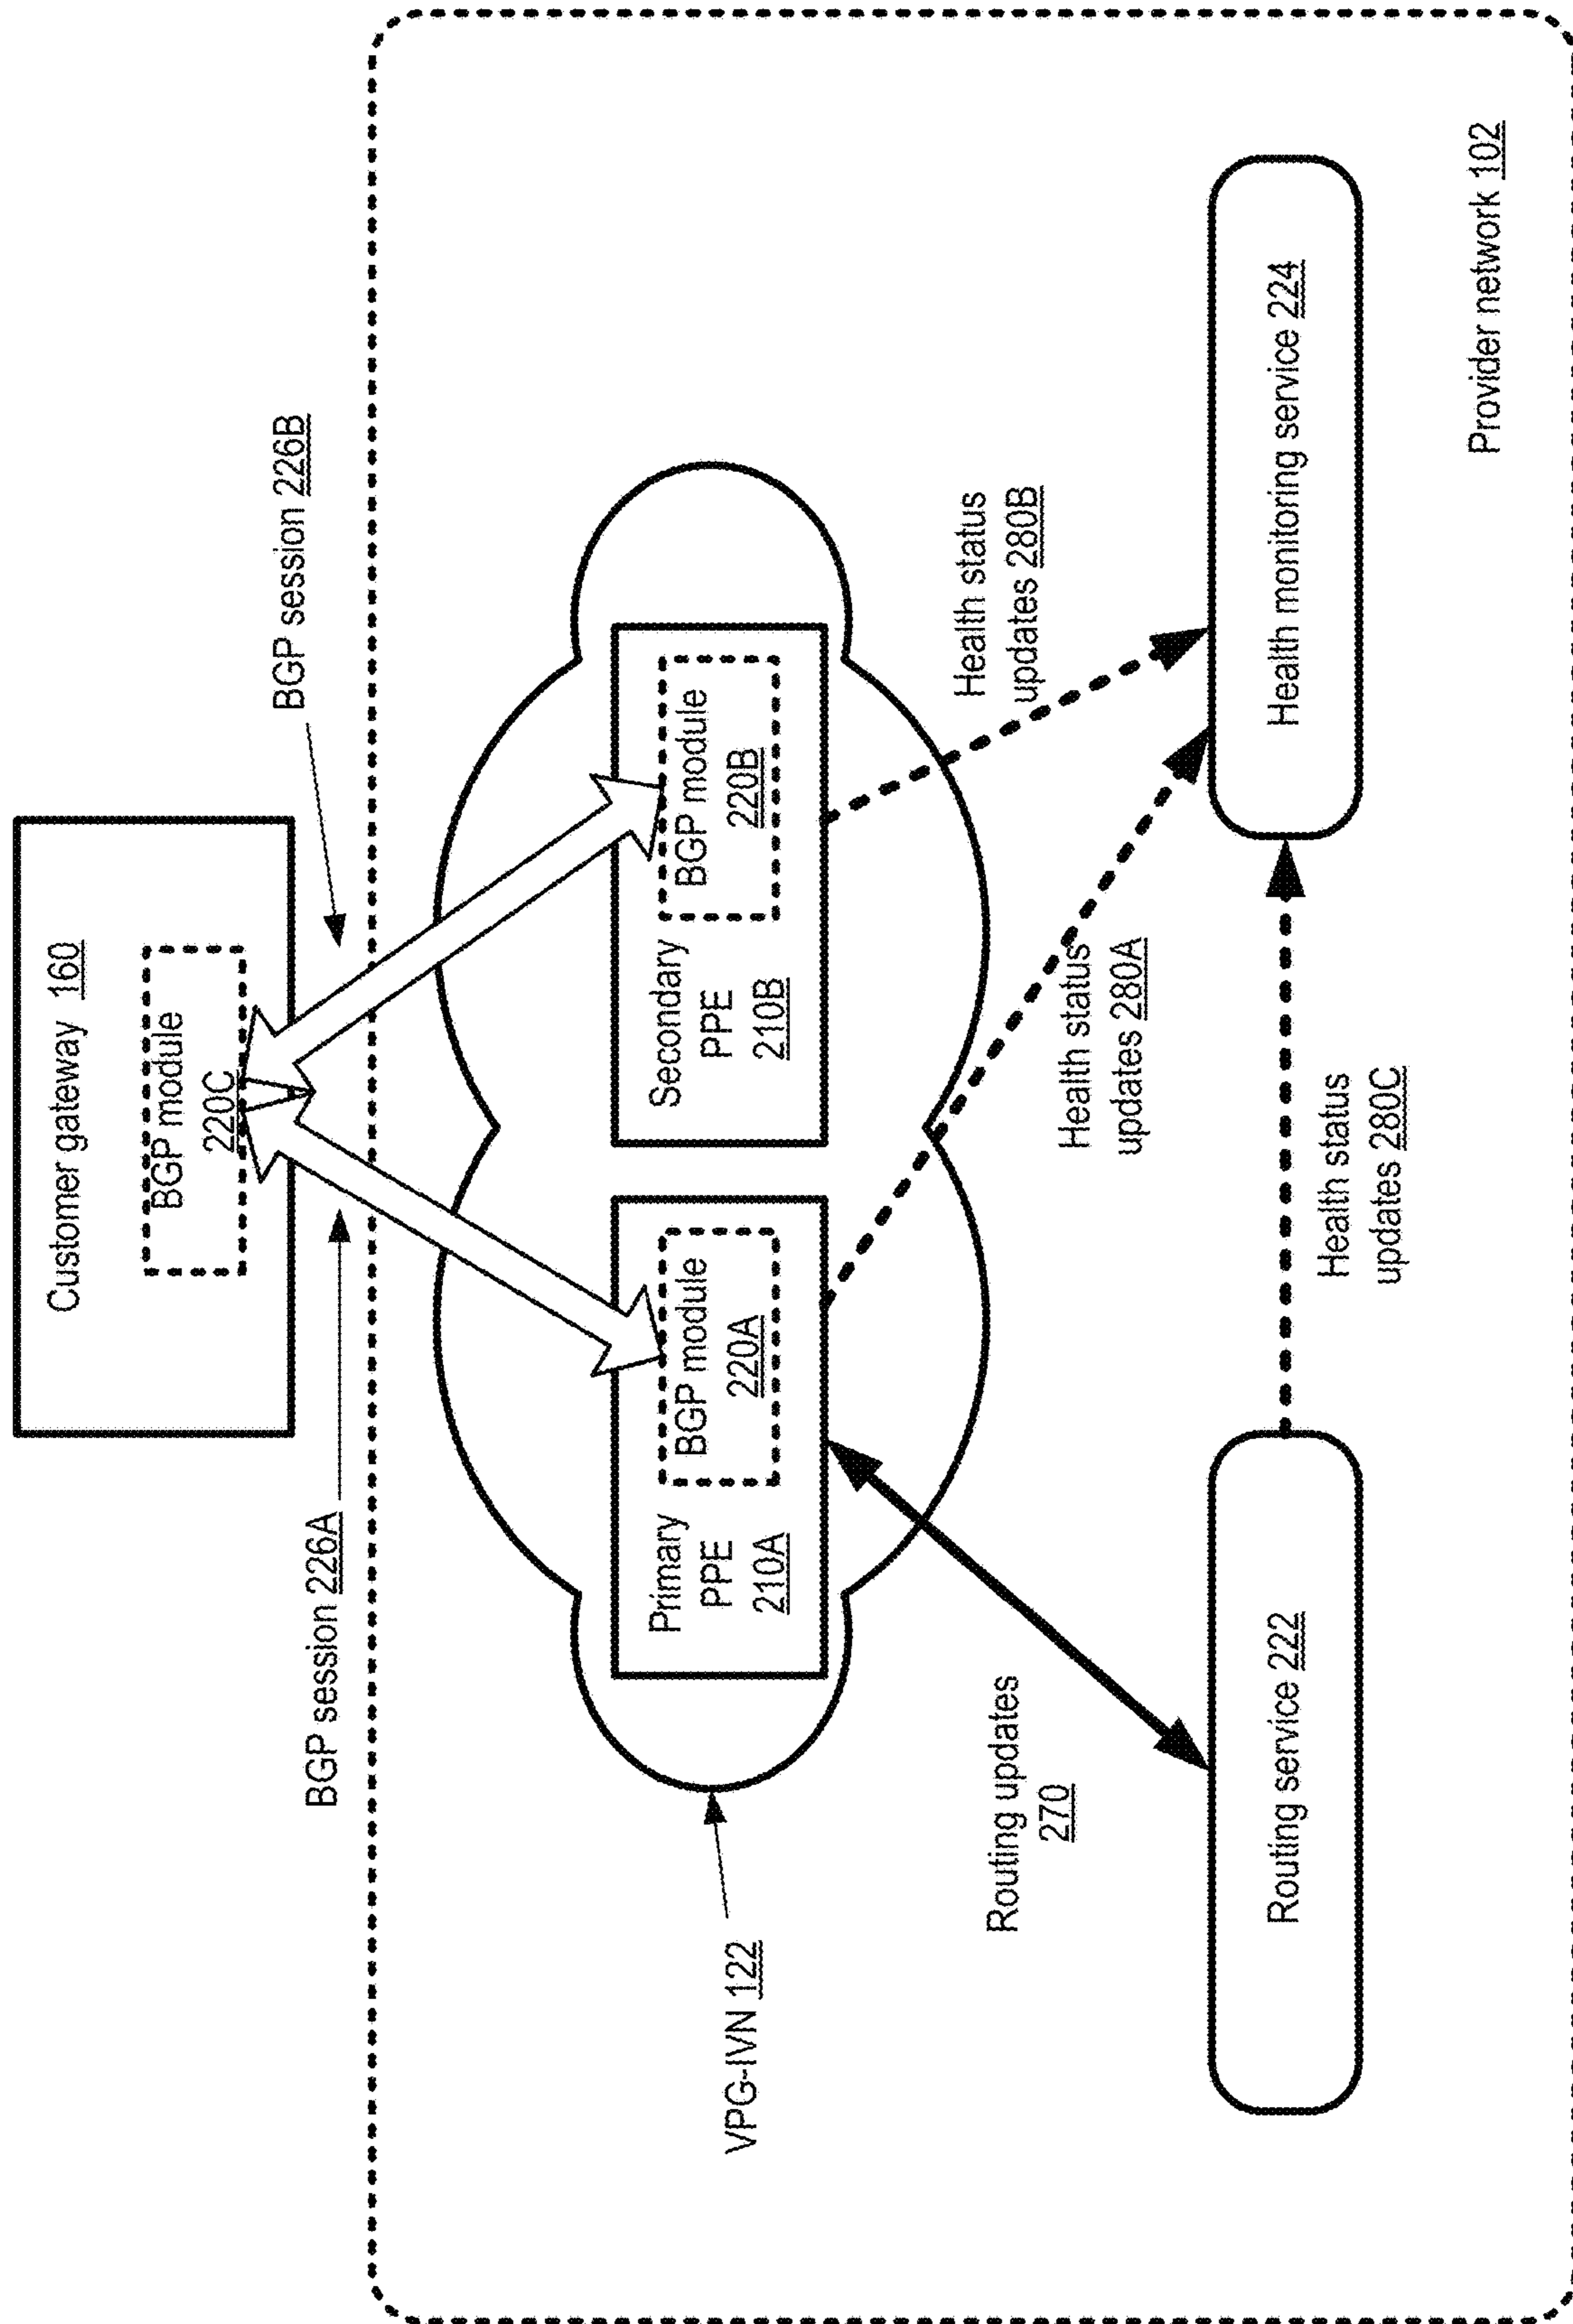 Customer gateway 160
BGP module
220C
BGP session 226A
BGP session 226B
VPG-IVN 122
Primary
PPE
210A
BGP module
220A
Secondary
PPE
210B
BGP module
220B
Routing updates
270
Health status
updates 280A
Health status
updates 280B
Routing service 222
Health status
updates 280C
Health monitoring service 224
Provider network 102